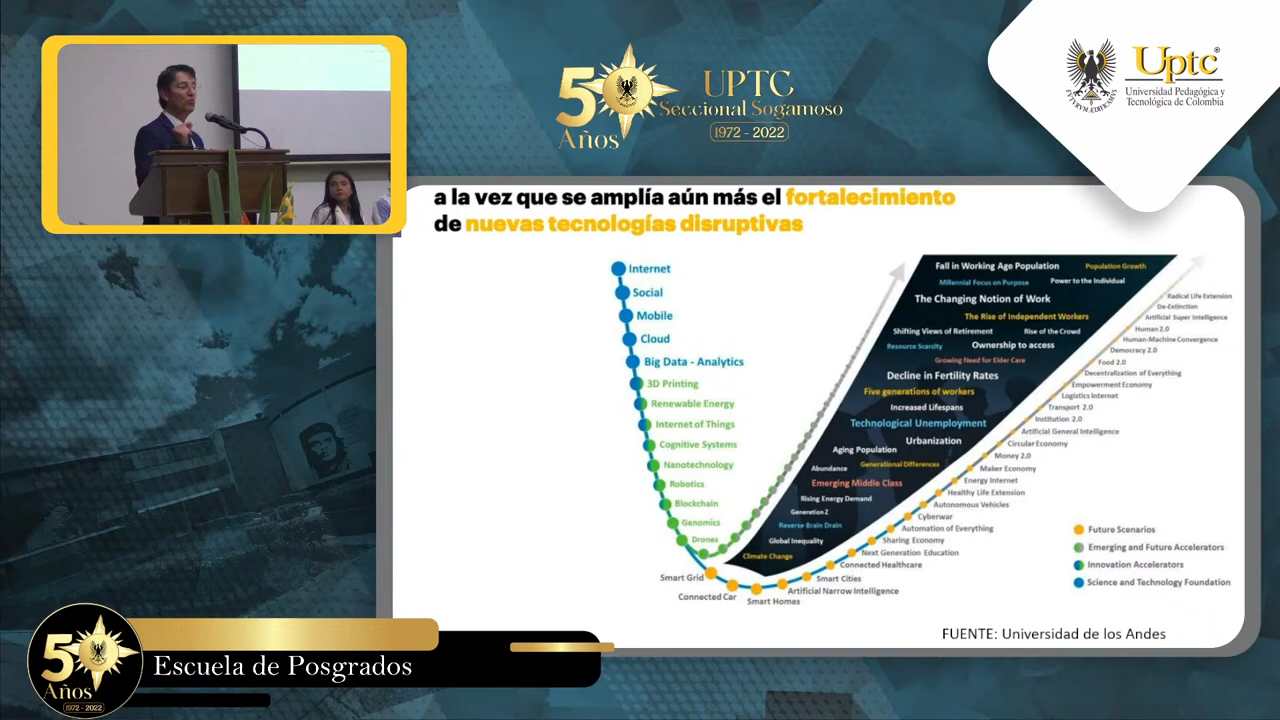 50
Años
UPTC
Seccional Sogamoso
1972 - 2022
Uptc®
Universidad Pedagógica y
Tecnológica de Colombia
a la vez que se amplía aún más el fortalecimiento
de nuevas tecnologías disruptivas
Internet
Social
Mobile
Cloud
Big Data - Analytics
3D Printing
Renewable Energy
Internet of Things
Cognitive Systems
Nanotechnology
Robotics
Blockchain
Genomics
Drones
Smart Grid
Connected Car
Smart Homes
Artificial Narrow Intelligence
Smart Cities
Connected Healthcare
Next Generation Education
Sharing Economy
Automation of Everything
Cyberwar
Autonomous Vehicles
Healthy Life Extension
Energy Internet
Maker Economy
Money 2.0
Circular Economy
Artificial General Intelligence
Institution 2.0
Transport 2.0
Logistics Internet
Empowerment Economy
Decentralization of Everything
Food 2.0
Democracy 2.0
Human-Machine Convergence
Human 2.0
Artificial Super Intelligence
De-Extinction
Radical Life Extension
Fall in Working Age Population Population Growth
Millennial Focus on Purpose Power to the Individual
The Changing Notion of Work
The Rise of Independent Workers
Shifting Views of Retirement Rise of the Crowd
Resource Scarcity Ownership to access
Growing Need for Elder Care
Decline in Fertility Rates
Five generations of workers
Increased Lifespans
Technological Unemployment
Urbanization
Aging Population
Abundance Generational Differences
Emerging Middle Class
Rising Energy Demand
Generation Z
Reverse Brain Drain
Global Inequality
Climate Change
Future Scenarios
Emerging and Future Accelerators
Innovation Accelerators
Science and Technology Foundation
FUENTE: Universidad de los Andes
50
Años
1972 - 2022
Escuela de Posgrados